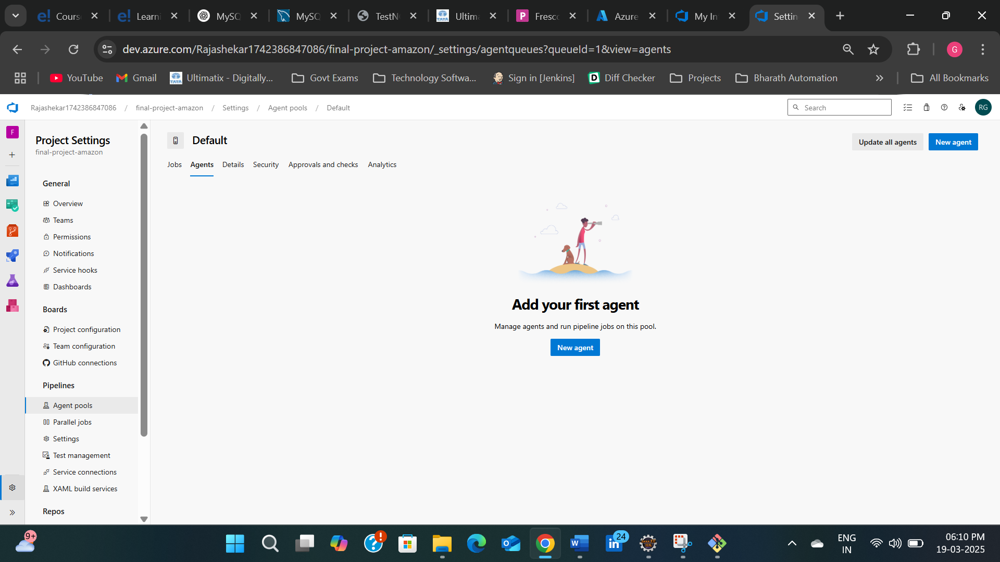 e! Cours
e! Learni
MySQ
MySQ
TestN
TATA Ultima
P Fresco
Azure
My In
Settin
dev.azure.com/Rajashekar1742386847086/final-project-amazon/_settings/agentqueues?queueId=1&view=agents
G
YouTube
Gmail
TATA Ultimatix - Digitally...
Govt Exams
Technology Softwa...
Sign in [Jenkins]
Diff Checker
Projects
Bharath Automation
»
All Bookmarks
Rajashekar1742386847086 / final-project-amazon / Settings / Agent pools / Default
Search
RG
F
Project Settings
final-project-amazon
General
Overview
Teams
Permissions
Notifications
Service hooks
Dashboards
Boards
Project configuration
Team configuration
GitHub connections
Pipelines
Agent pools
Parallel jobs
Settings
Test management
Service connections
XAML build services
Repos
Default
Update all agents
New agent
Jobs
Agents
Details
Security
Approvals and checks
Analytics
Add your first agent
Manage agents and run pipeline jobs on this pool.
New agent
9+
24
ENG
IN
06:10 PM
19-03-2025